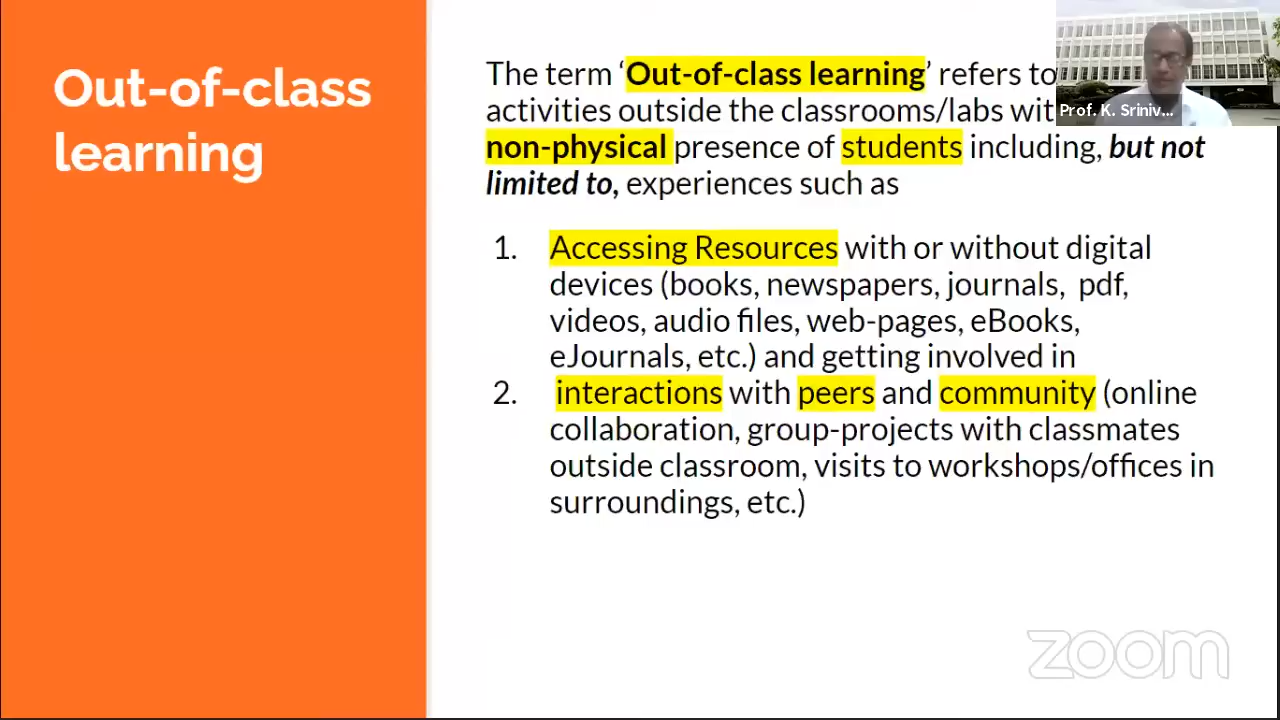 Out-of-class
learning
The term ‘Out-of-class learning’ refers to
activities outside the classrooms/labs
non-physical presence of students including, but not
limited to, experiences such as
1. Accessing Resources with or without digital
devices (books, newspapers, journals, pdf,
videos, audio files, web-pages, eBooks,
eJournals, etc.) and getting involved in
2. interactions with peers and community (online
collaboration, group-projects with classmates
outside classroom, visits to workshops/offices in
surroundings, etc.)
Prof. K. Sriniv...
zoom